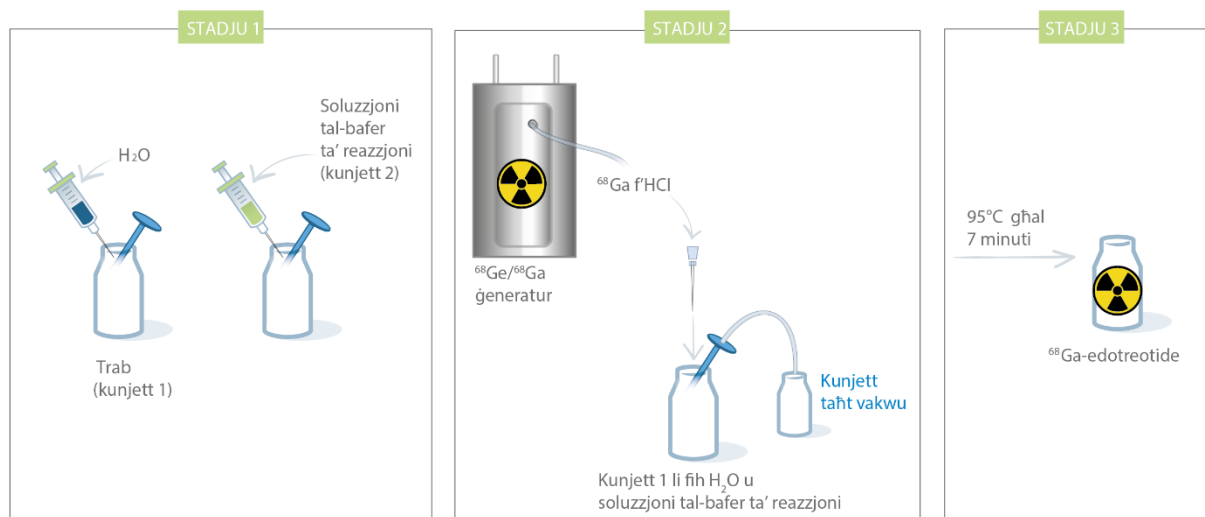 STADJU 1
H₂O
Soluzzjoni
tal-bafer
ta’ reazzjoni
(kunjett 2)
Trab
(kunjett 1)
STADJU 2
⁶⁸Ga f’HCl
⁶⁸Ge/⁶⁸Ga
ġeneratur
Kunjett
taħt vakwu
Kunjett 1 li fih H₂O u
soluzzjoni tal-bafer ta’ reazzjoni
STADJU 3
95°C għal
7 minuti
⁶⁸Ga-edotreotide